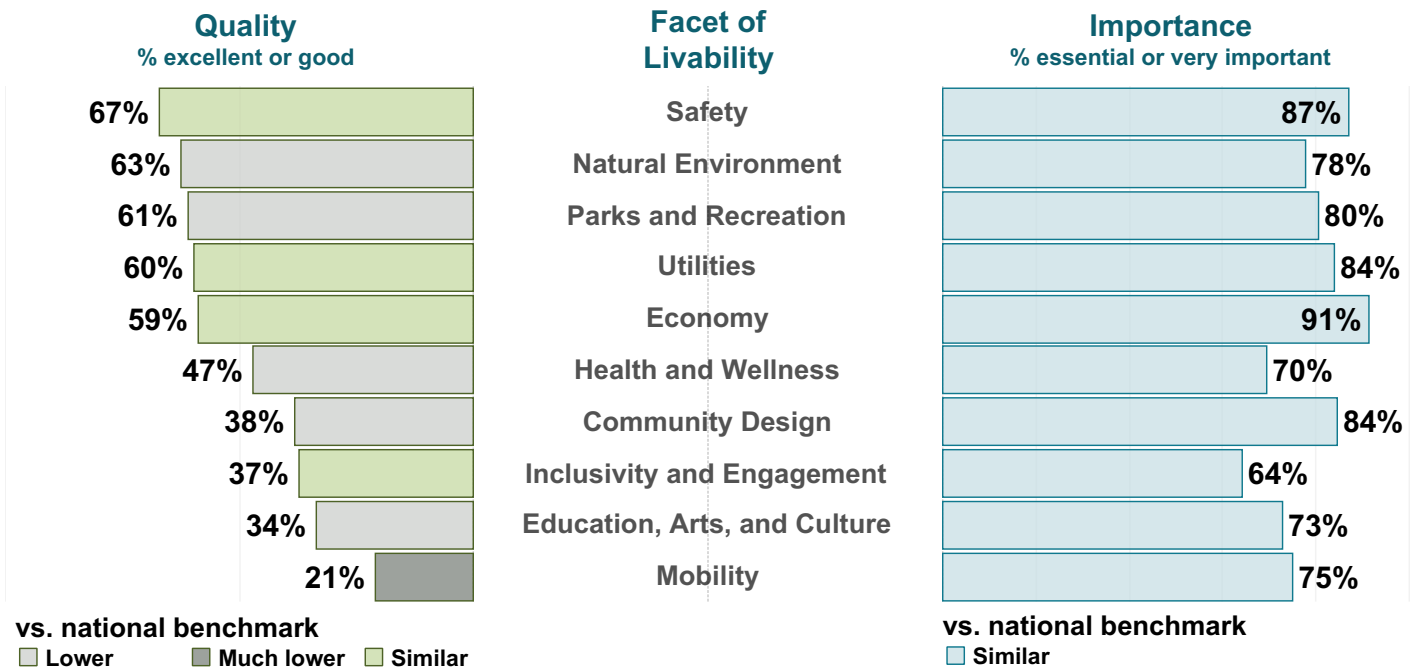 Quality
% excellent or good
Facet of
Livability
Importance
% essential or very important
67% Safety 87%
63% Natural Environment 78%
61% Parks and Recreation 80%
60% Utilities 84%
59% Economy 91%
47% Health and Wellness 70%
38% Community Design 84%
37% Inclusivity and Engagement 64%
34% Education, Arts, and Culture 73%
21% Mobility 75%
vs. national benchmark
Lower Much lower Similar
vs. national benchmark
Similar